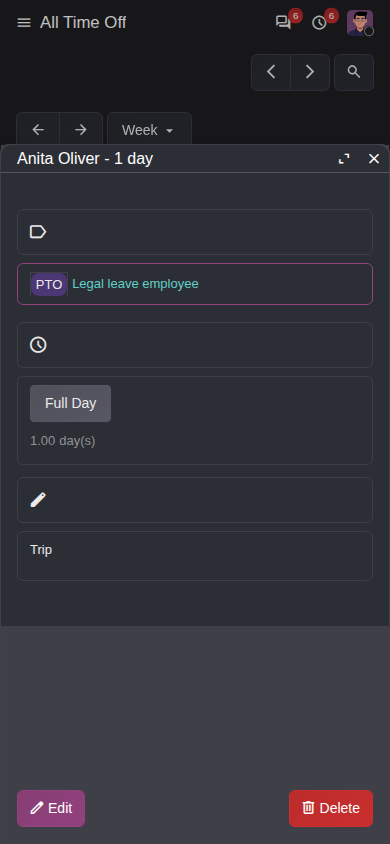 All Time Off
6
6
Week
Anita Oliver - 1 day
PTO Legal leave employee
Full Day
1.00 day(s)
Trip
Edit
Delete